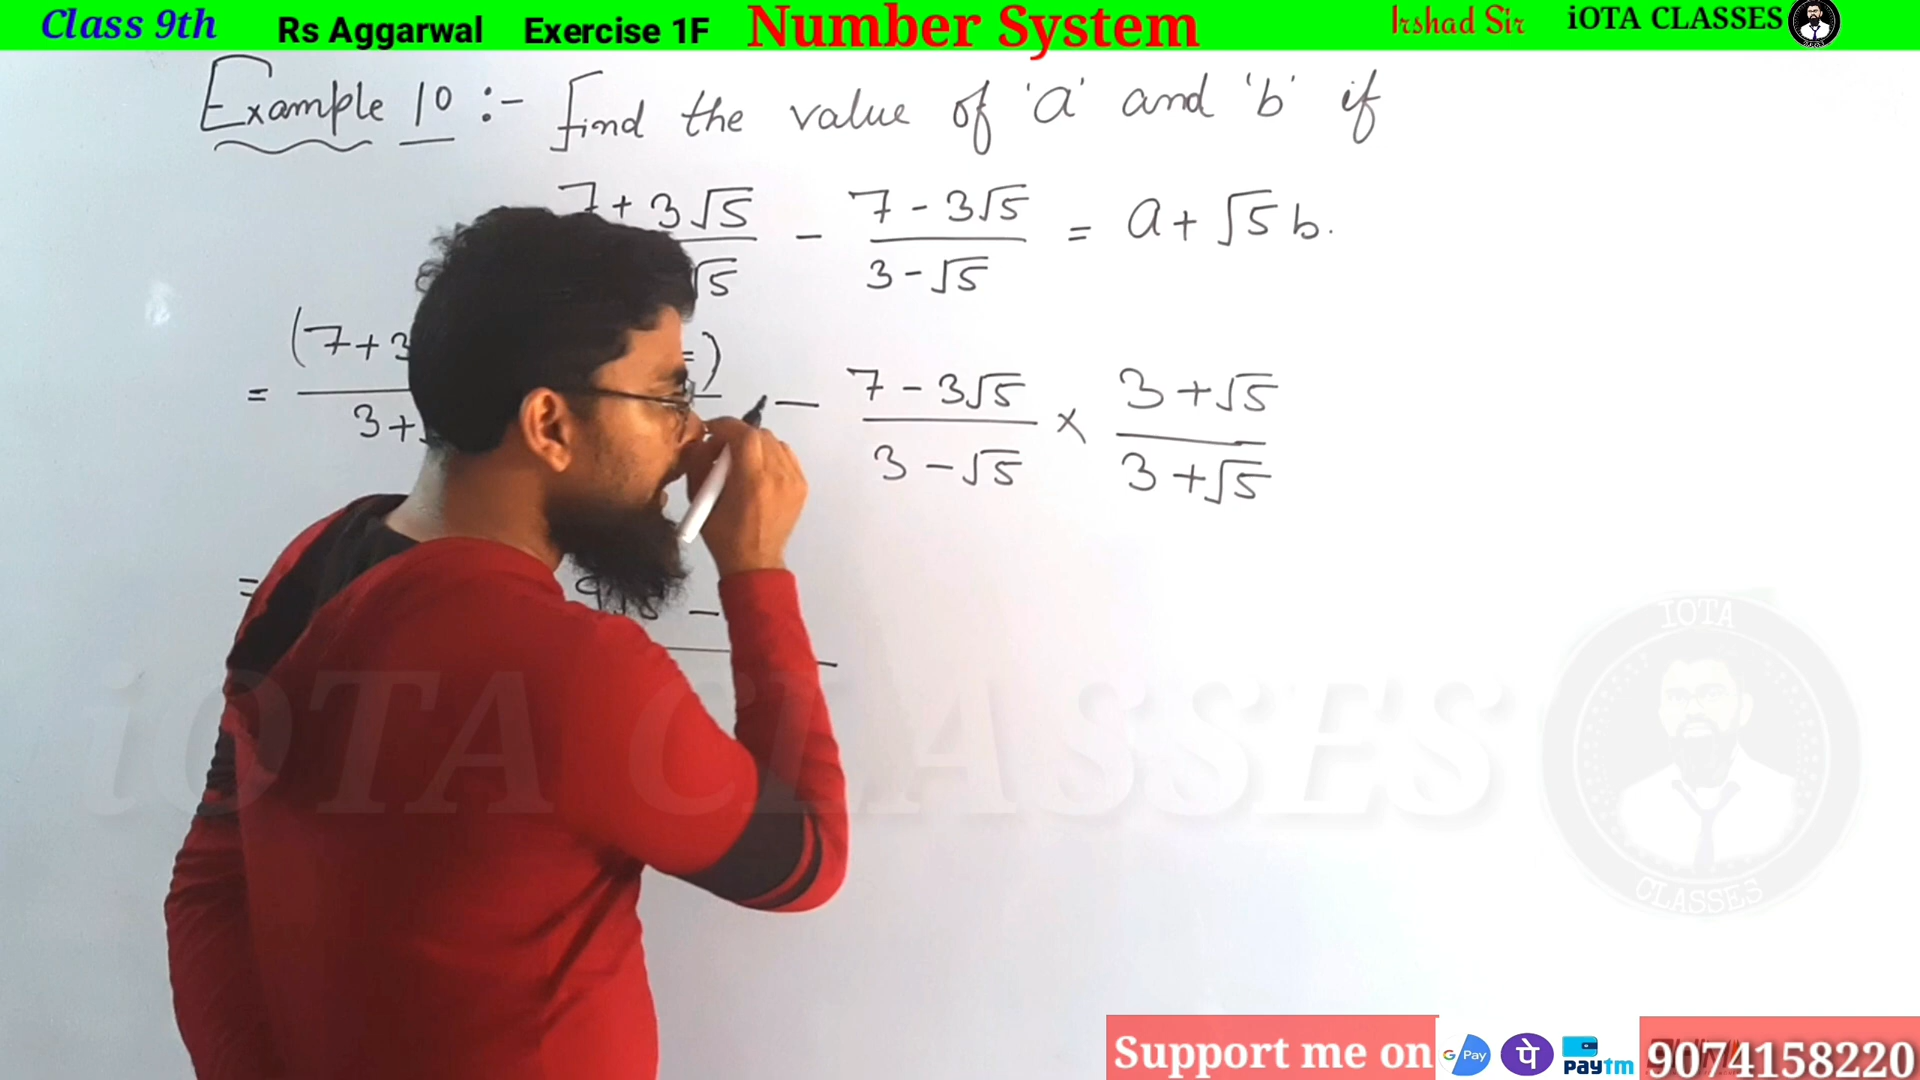 Class 9th Rs Aggarwal Exercise 1F Number System Irshad Sir iOTA CLASSES
Example 10 :- find the value of 'a' and 'b' if
7 + 3√5 - 7 - 3√5 = a + √5 b.
√5 3 - √5
= (7 + 3 ) - 7 - 3√5 × 3 + √5
3 + 3 - √5 3 + √5
= -
iOTA CLASSES
IOTA
CLASSES
Support me on G Pay पे paytm 9074158220